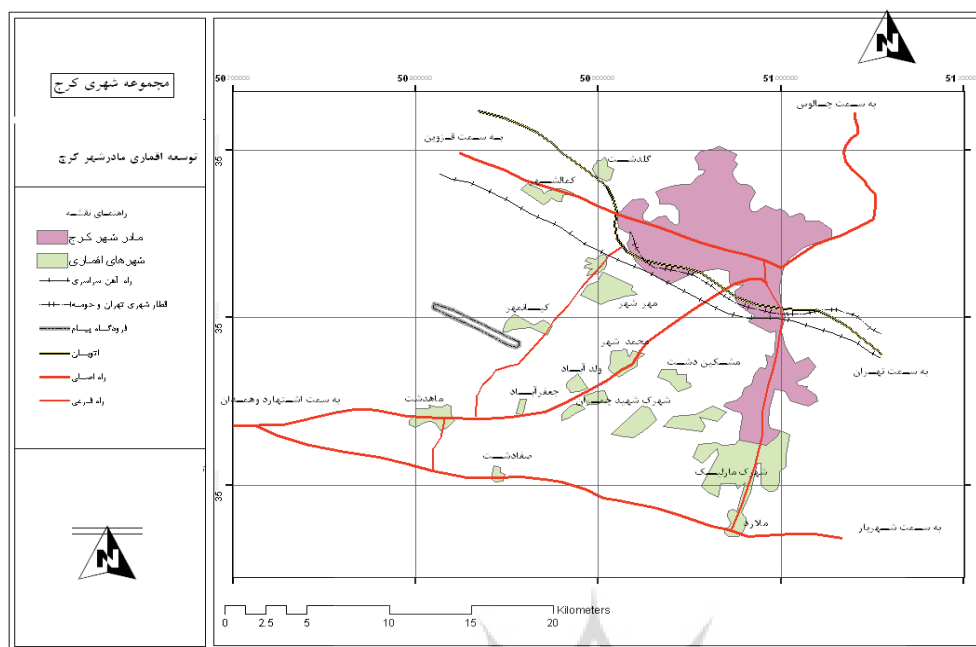 مجموعه شهری کرج
توسعه اقماری مادرشهر کرج
راهنمای نقشه
مادر شهر کرج
شهرهای اقماری
راه آهن سراسری
قطار شهری تهران و حومه
فرودگاه پیام
اتوبان
راه اصلی
راه فرعی
N
N
50
50
50
51
51
به سمت چالوس
به سمت قزوین
گلدشت
کمالشهر
مهر شهر
کیانمهر
محمد شهر
مشکین دشت
ولد آباد
به سمت تهران
جعفرآباد
شهرک شهید چمران
ماهدشت
به سمت اشتهارد وهمدان
صفادشت
شهرک مارلیک
ملارد
به سمت شهریار
35
35
35
Kilometers
0 2.5 5 10 15 20